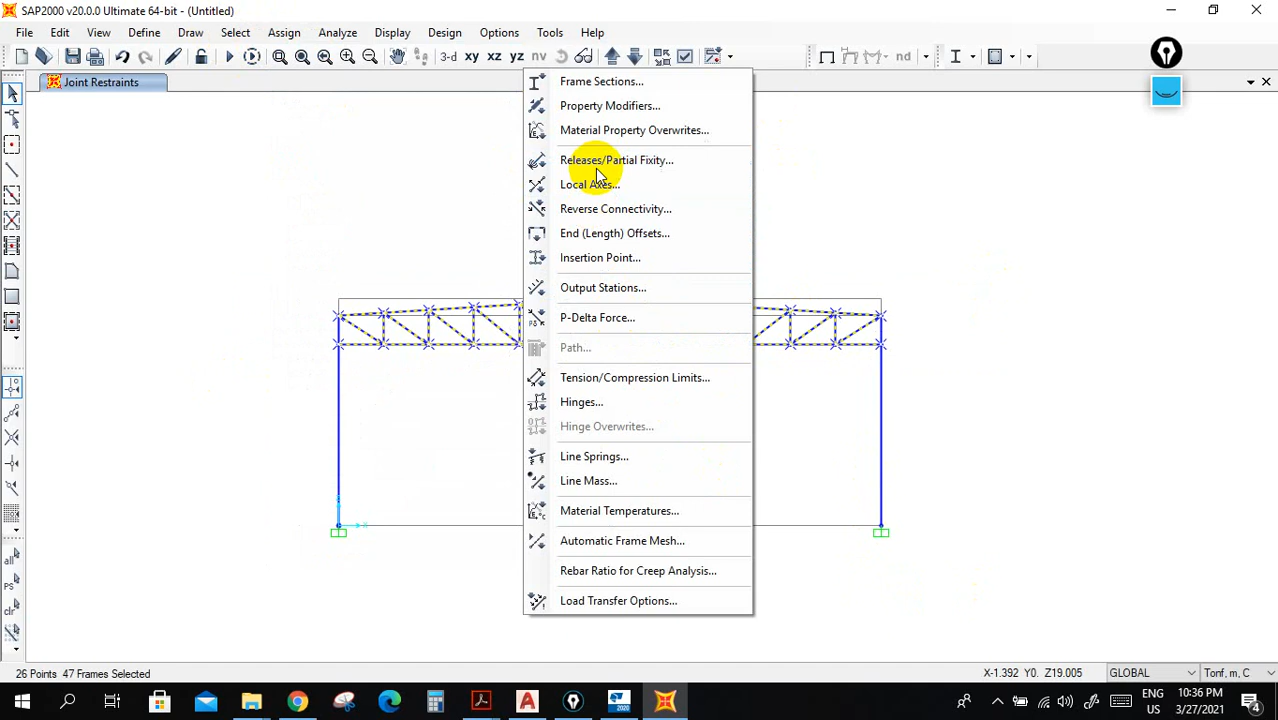 SAP2000 v20.0.0 Ultimate 64-bit - (Untitled)
File Edit View Define Draw Select Assign Analyze Display Design Options Tools Help
3-d xy xz yz nv nd
Joint Restraints
Frame Sections...
Property Modifiers...
Material Property Overwrites...
Releases/Partial Fixity...
Local Axes...
Reverse Connectivity...
End (Length) Offsets...
Insertion Point...
Output Stations...
P-Delta Force...
Path...
Tension/Compression Limits...
Hinges...
Hinge Overwrites...
Line Springs...
Line Mass...
Material Temperatures...
Automatic Frame Mesh...
Rebar Ratio for Creep Analysis...
Load Transfer Options...
all
PS
clr
26 Points 47 Frames Selected
X-1.392 Y0. Z19.005
GLOBAL
Tonf, m, C
ENG
US
10:36 PM
3/27/2021
4